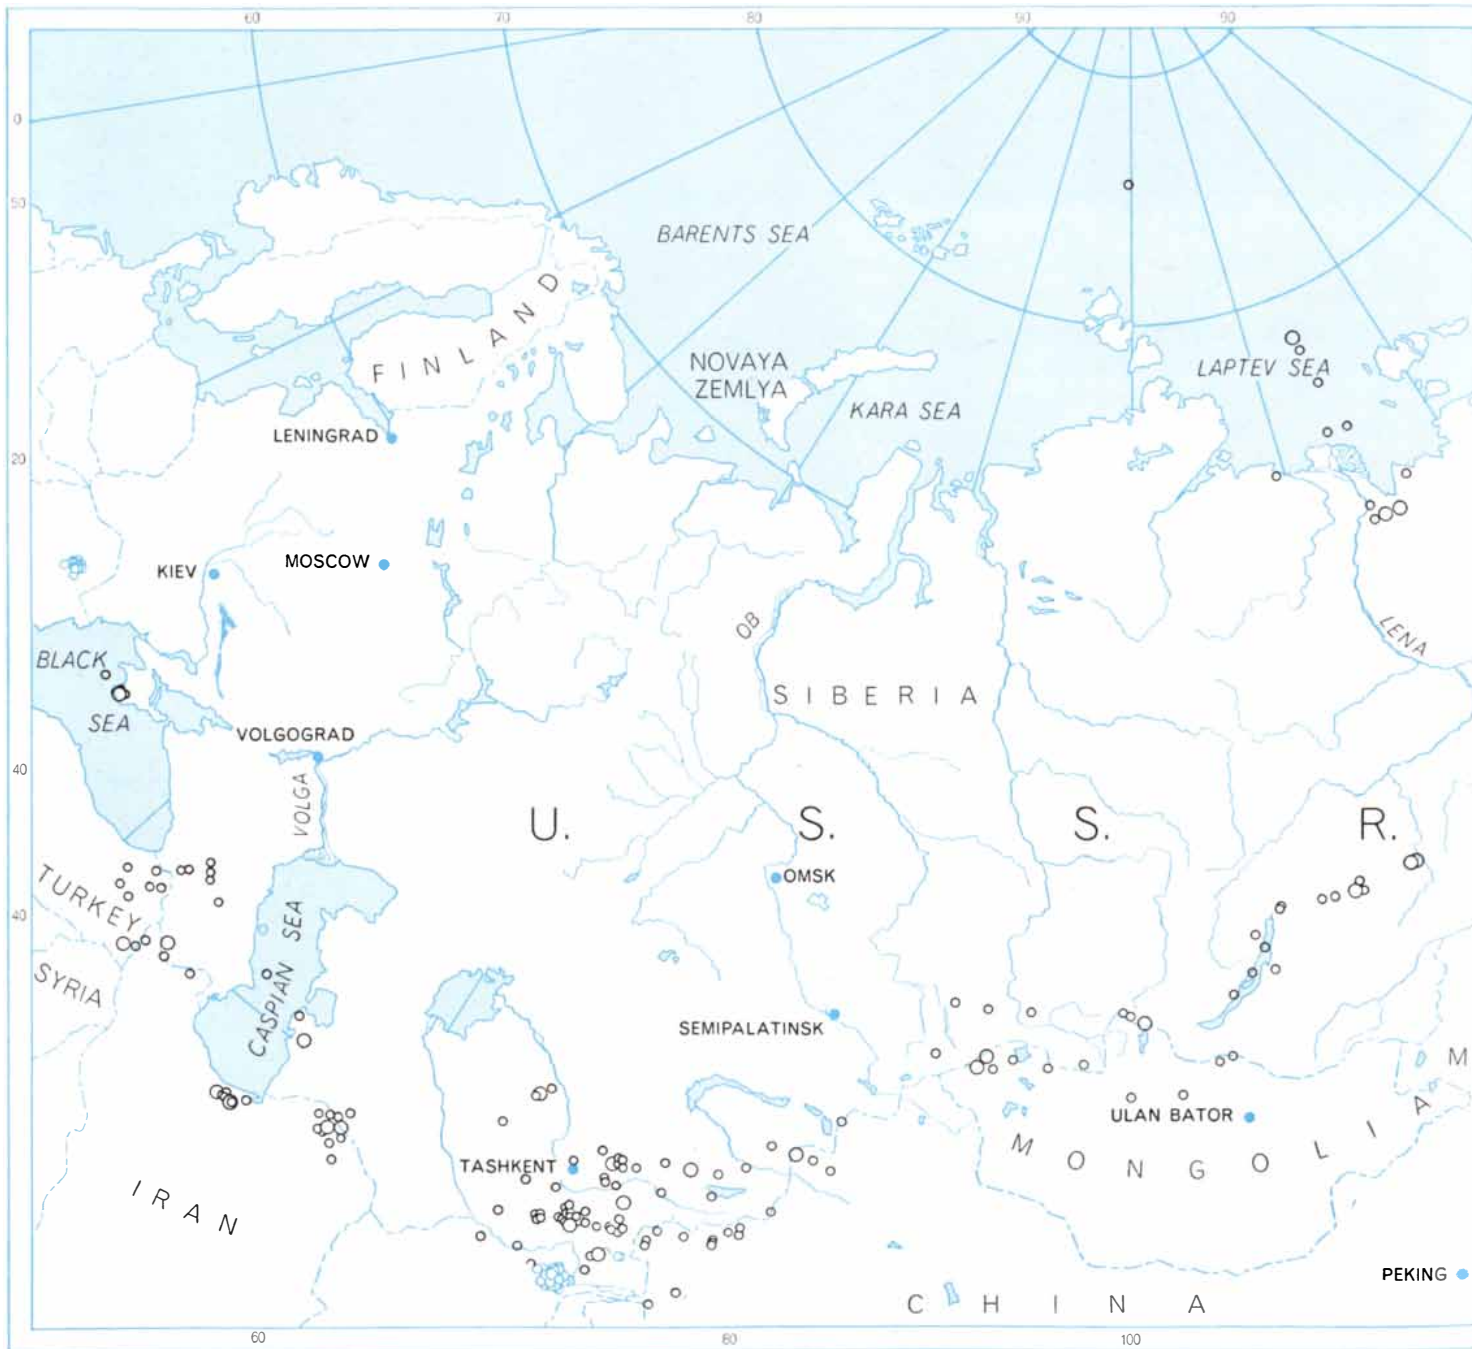 60 70 80 90 90
0
50
BARENTS SEA
FINLAND
NOVAYA
ZEMLYA
LAPTEV SEA
KARA SEA
LENINGRAD
20
MOSCOW
KIEV
OB
LENA
BLACK
SEA
SIBERIA
VOLGOGRAD
40
VOLGA
U. S. S. R.
OMSK
TURKEY
40
CASPIAN SEA
SYRIA
SEMIPALATINSK
M
ULAN BATOR
MONGOLIA
TASHKENT
IRAN
PEKING
CHINA
60 80 100